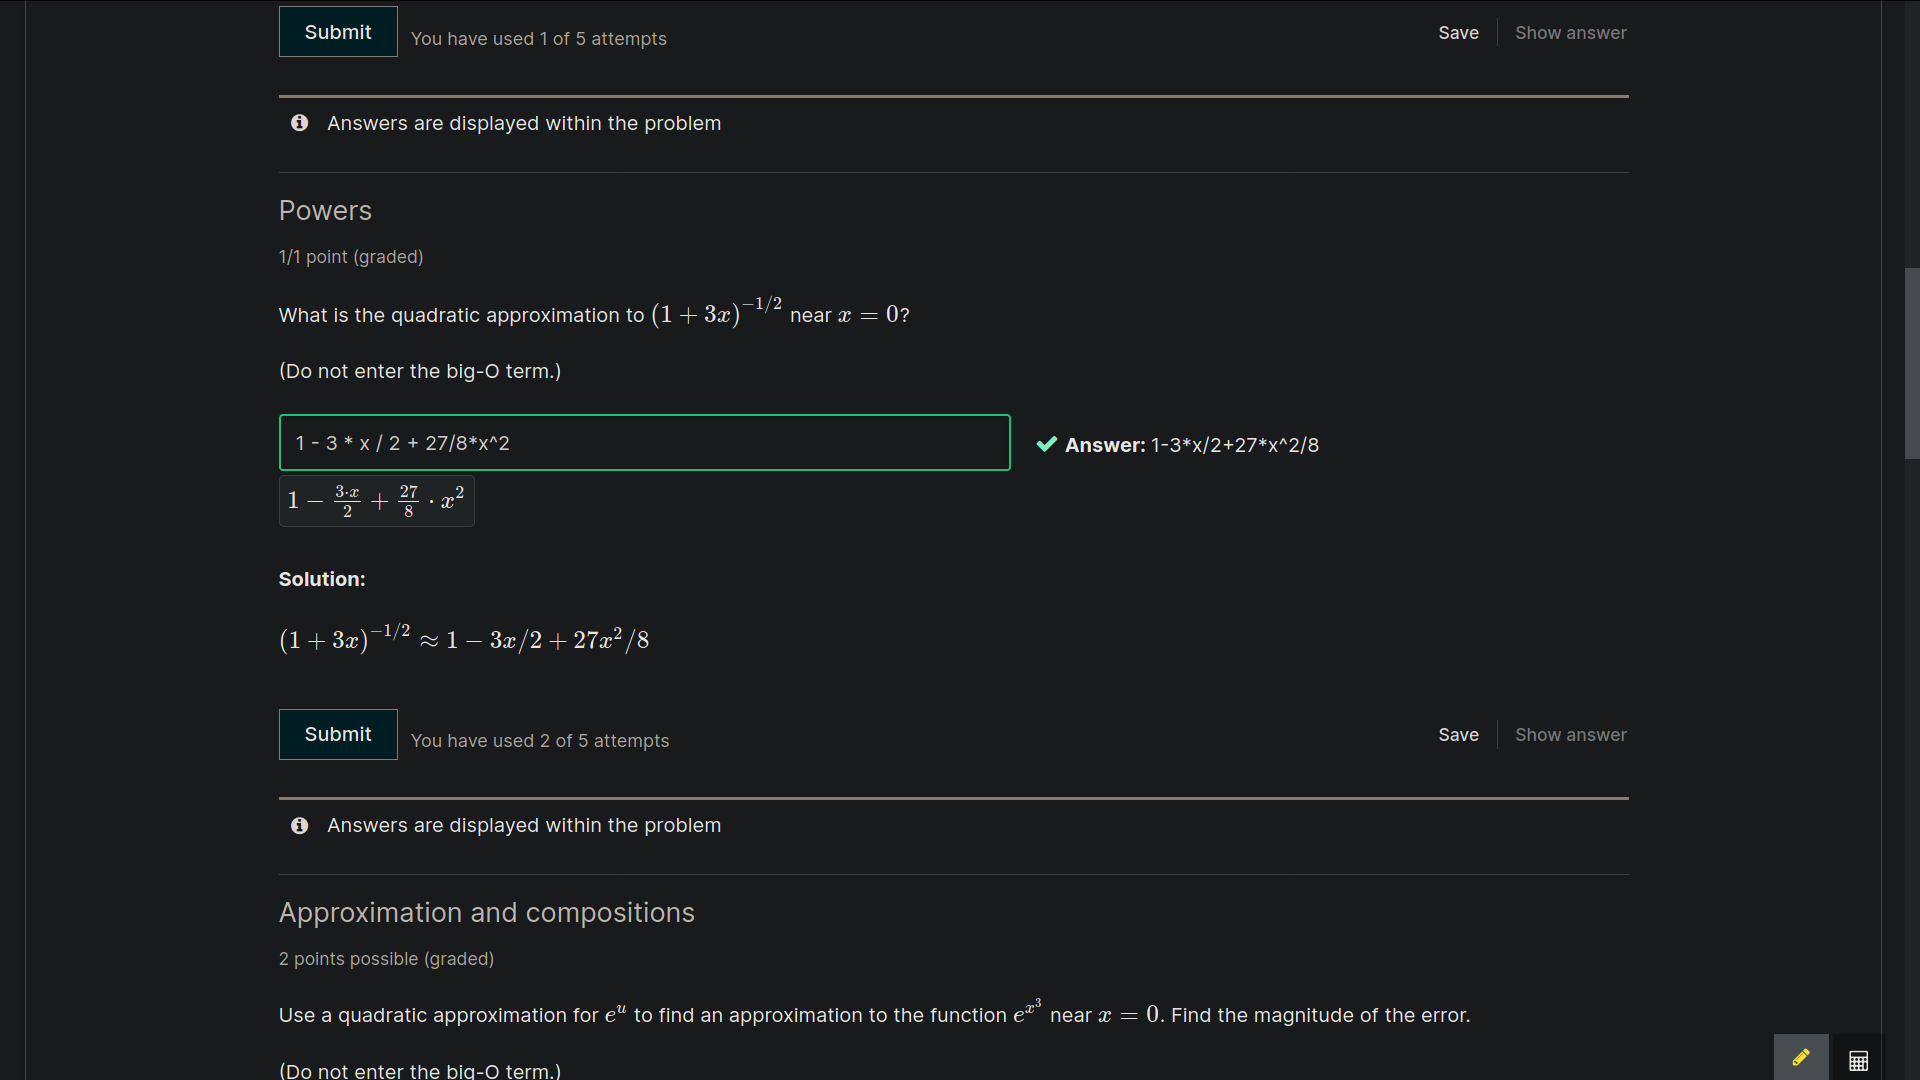 Submit You have used 1 of 5 attempts Save Show answer
Answers are displayed within the problem
Powers
1/1 point (graded)
What is the quadratic approximation to $(1 + 3x)^{-1/2}$ near $x = 0$?
(Do not enter the big-O term.)
1 - 3 * x / 2 + 27/8*x^2 Answer: 1-3*x/2+27*x^2/8
$1 - \frac{3 \cdot x}{2} + \frac{27}{8} \cdot x^2$
Solution:
$(1 + 3x)^{-1/2} \approx 1 - 3x/2 + 27x^2/8$
Submit You have used 2 of 5 attempts Save Show answer
Answers are displayed within the problem
Approximation and compositions
2 points possible (graded)
Use a quadratic approximation for $e^u$ to find an approximation to the function $e^{x^3}$ near $x = 0$. Find the magnitude of the error.
(Do not enter the big-O term.)